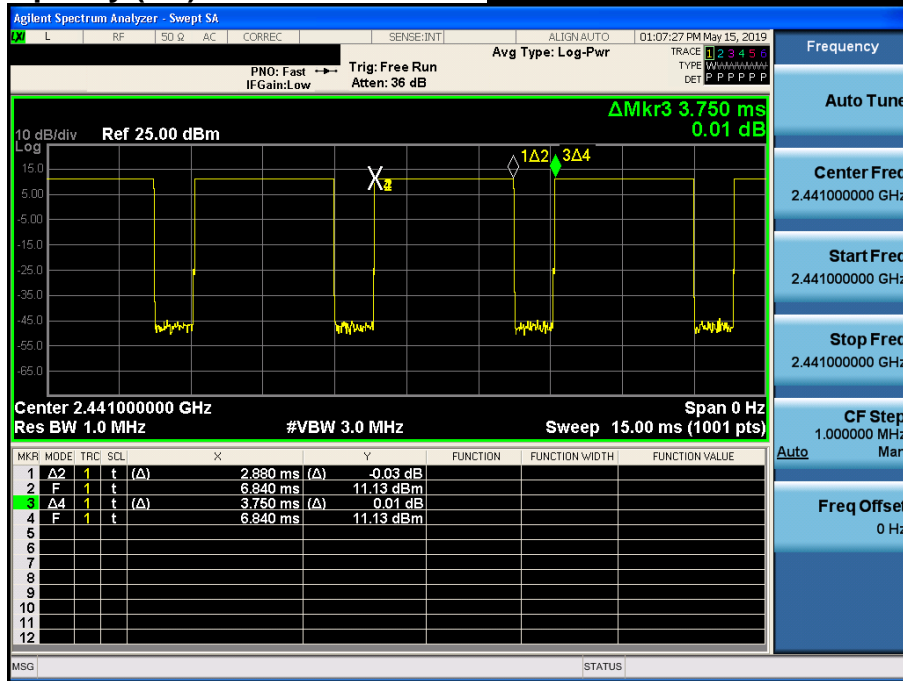 Agilent Spectrum Analyzer - Swept SA
LXI L RF 50 Ω AC CORREC SENSE:INT ALIGN AUTO 01:07:27 PM May 15, 2019
Avg Type: Log-Pwr TRACE 1 2 3 4 5 6
PNO: Fast Trig: Free Run TYPE WWWWWW
IFGain:Low Atten: 36 dB DET P P P P P P
Frequency
Auto Tune
Center Freq
2.441000000 GHz
Start Freq
2.441000000 GHz
Stop Freq
2.441000000 GHz
CF Step
1.000000 MHz
Auto Man
Freq Offset
0 Hz
ΔMkr3 3.750 ms
0.01 dB
10 dB/div Ref 25.00 dBm
Log
1Δ2 3Δ4
15.0
5.00
-5.00
-15.0
-25.0
-35.0
-45.0
-55.0
-65.0
Center 2.441000000 GHz Span 0 Hz
Res BW 1.0 MHz #VBW 3.0 MHz Sweep 15.00 ms (1001 pts)
MKR MODE TRC SCL X Y FUNCTION FUNCTION WIDTH FUNCTION VALUE
1 Δ2 1 t (Δ) 2.880 ms (Δ) -0.03 dB
2 F 1 t 6.840 ms 11.13 dBm
3 Δ4 1 t (Δ) 3.750 ms (Δ) 0.01 dB
4 F 1 t 6.840 ms 11.13 dBm
5
6
7
8
9
10
11
12
MSG STATUS